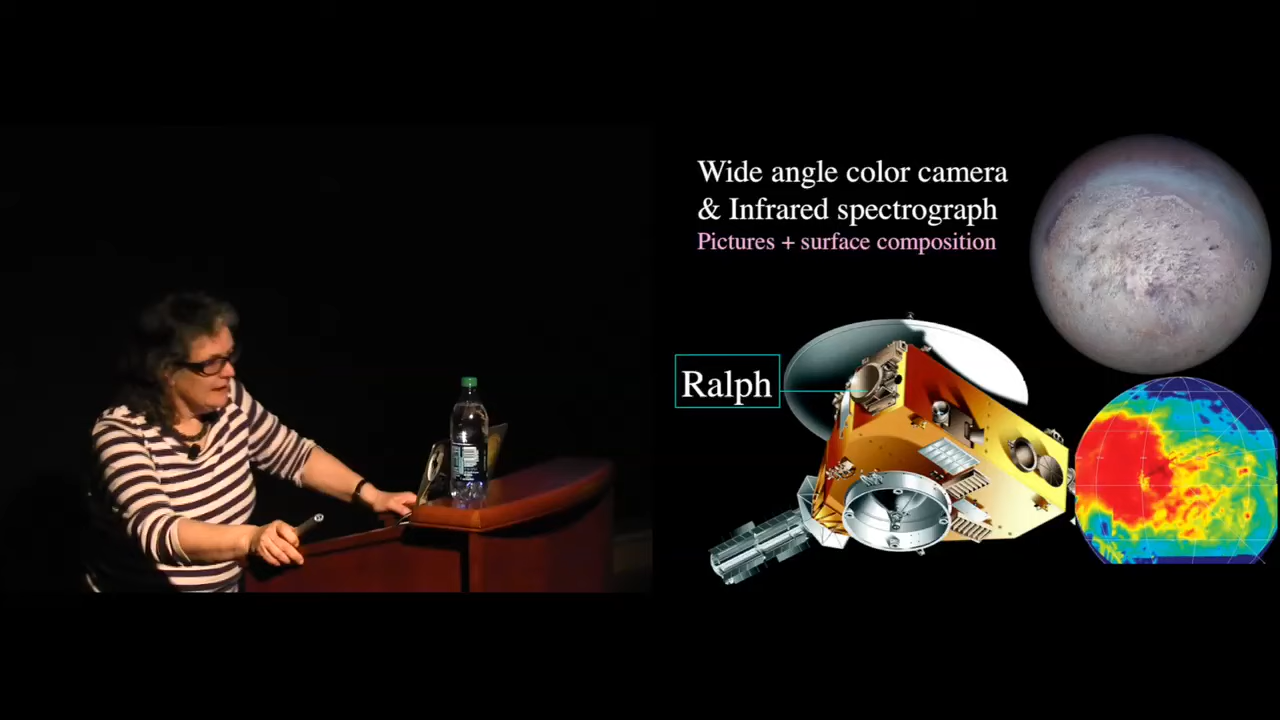 Wide angle color camera
& Infrared spectrograph
Pictures + surface composition
Ralph